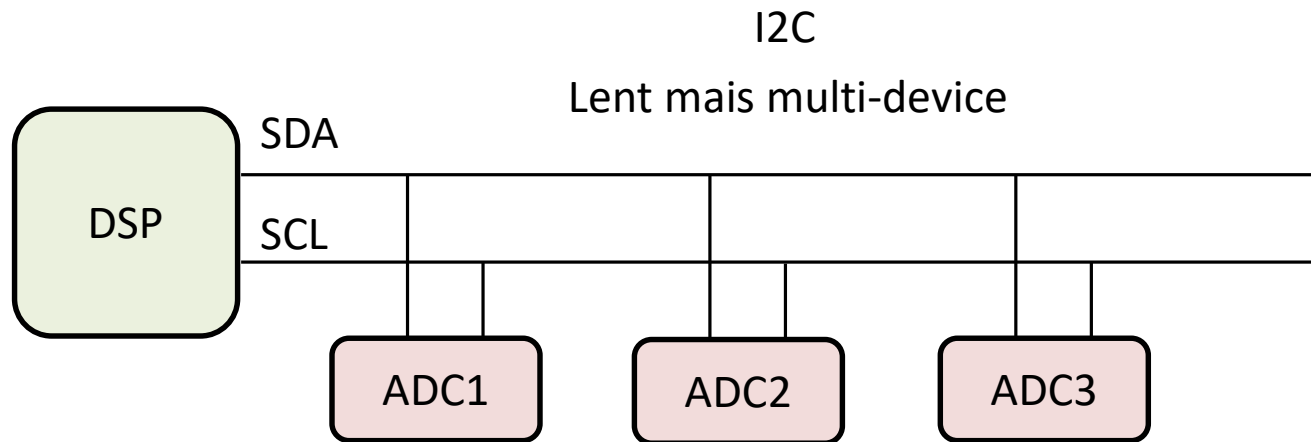 I2C
Lent mais multi-device
SDA
DSP
SCL
ADC1
ADC2
ADC3